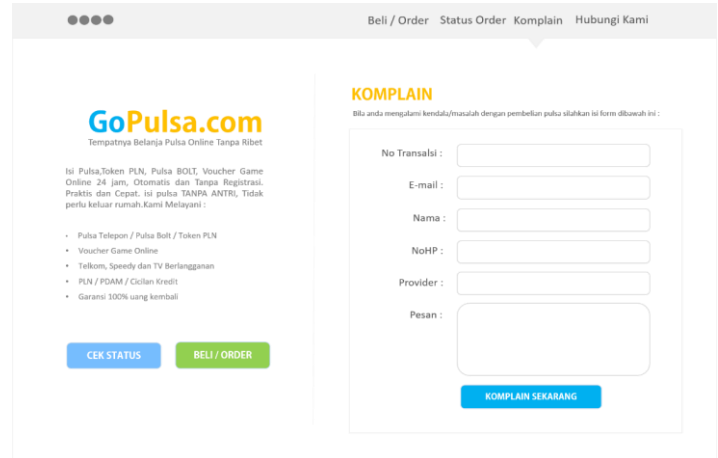 Beli / Order Status Order Komplain Hubungi Kami
GoPulsa.com
Tempatnya Belanja Pulsa Online Tanpa Ribet
Isi Pulsa,Token PLN, Pulsa BOLT, Voucher Game
Online 24 jam, Otomatis dan Tanpa Registrasi.
Praktis dan Cepat. isi pulsa TANPA ANTRI, Tidak
perlu keluar rumah.Kami Melayani :
• Pulsa Telepon / Pulsa Bolt / Token PLN
• Voucher Game Online
• Telkom, Speedy dan TV Berlangganan
• PLN / PDAM / Cicilan Kredit
• Garansi 100% uang kembali
CEK STATUS
BELI / ORDER
KOMPLAIN
Bila anda mengalami kendala/masalah dengan pembelian pulsa silahkan isi form dibawah ini :
No Transalsi :
E-mail :
Nama :
NoHP :
Provider :
Pesan :
KOMPLAIN SEKARANG